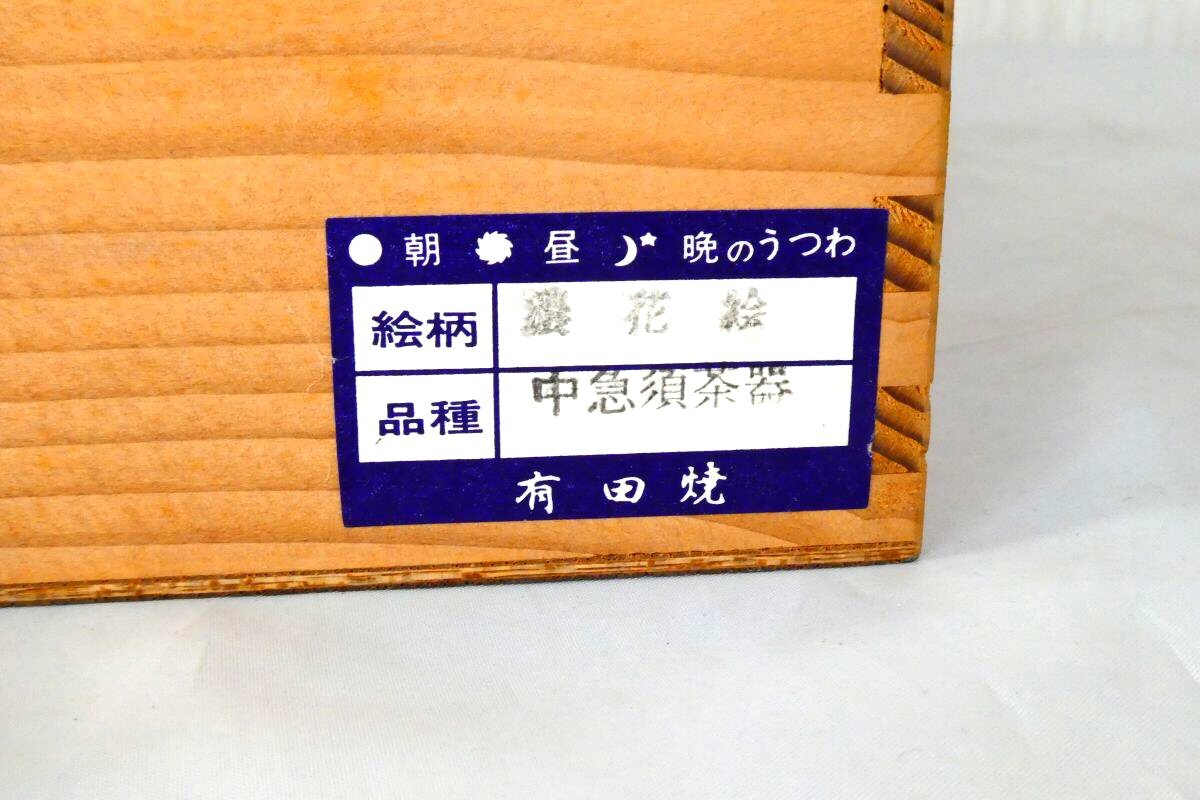 朝 昼 晩のうつわ
絵柄 花絵
品種 中急須茶器
有田焼